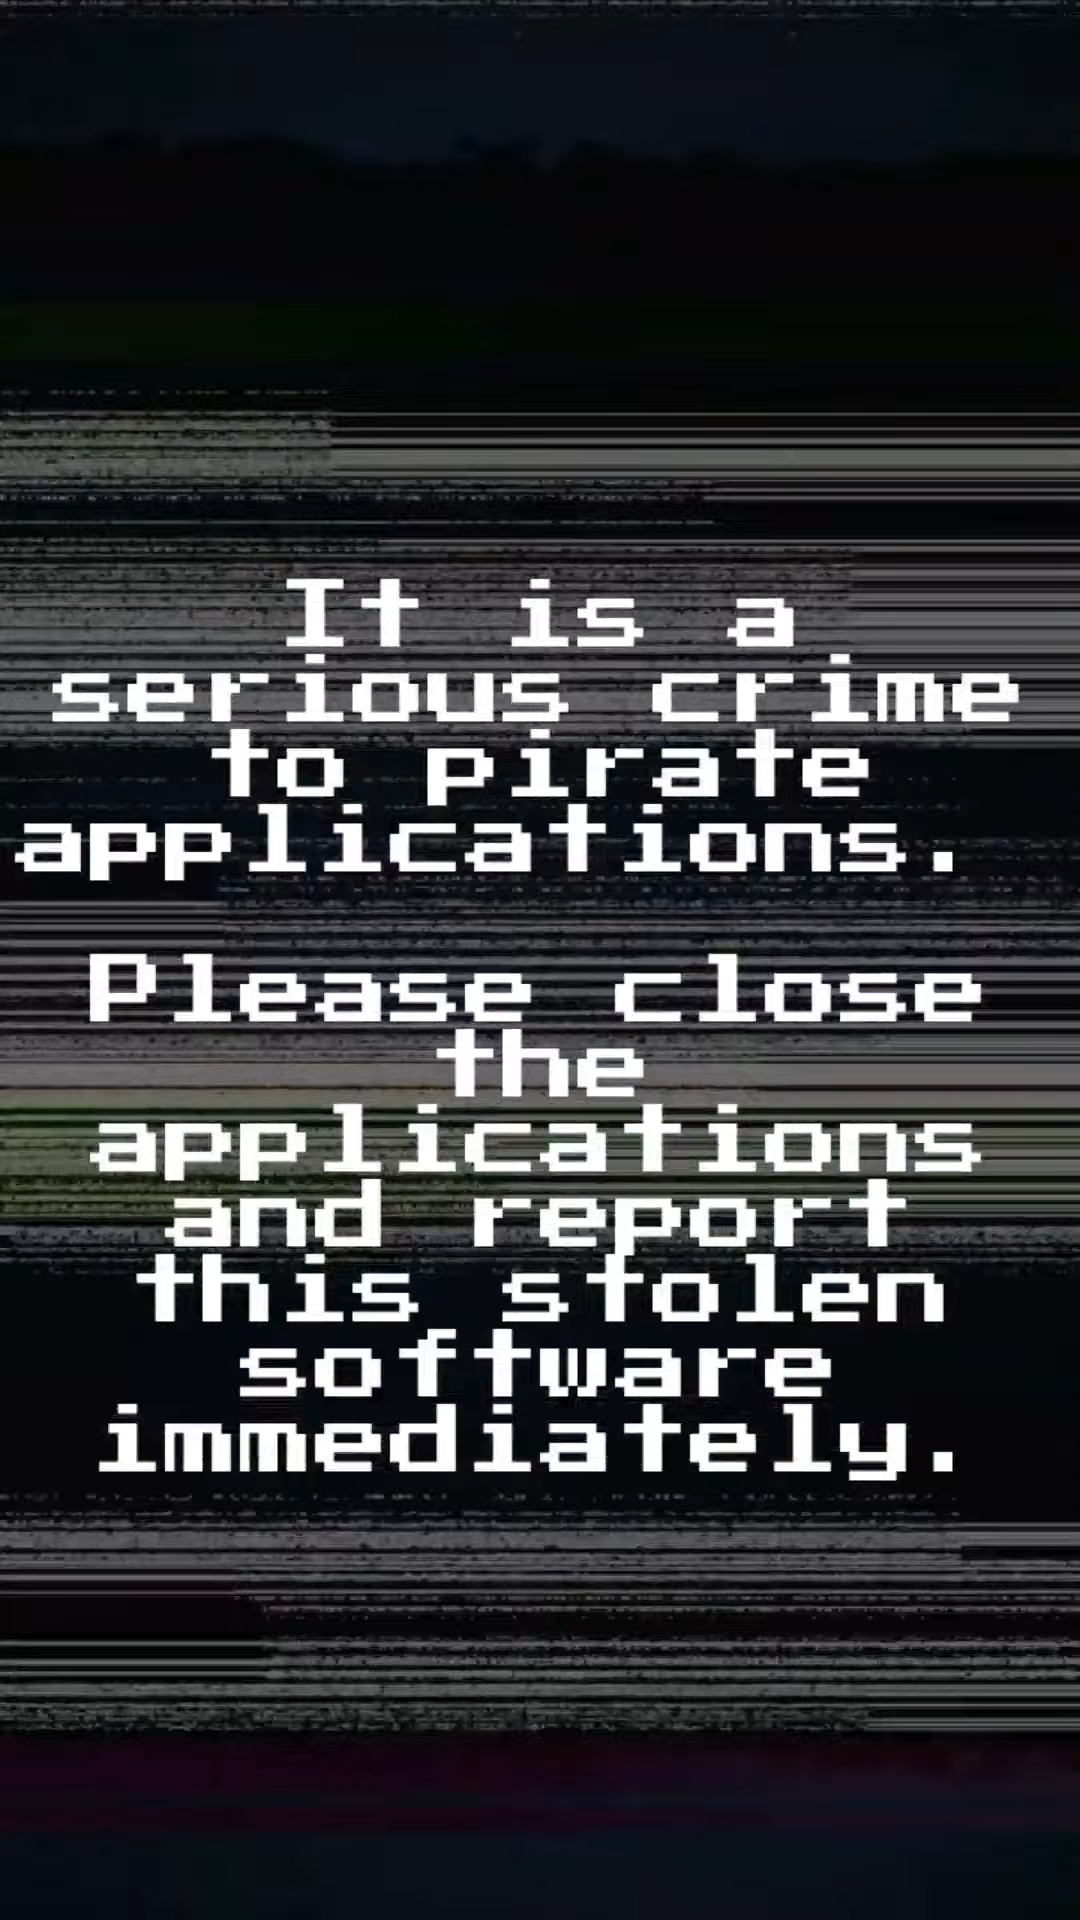 It is a
serious crime
to pirate
applications.
Please close
the
applications
and report
this stolen
software
immediately.